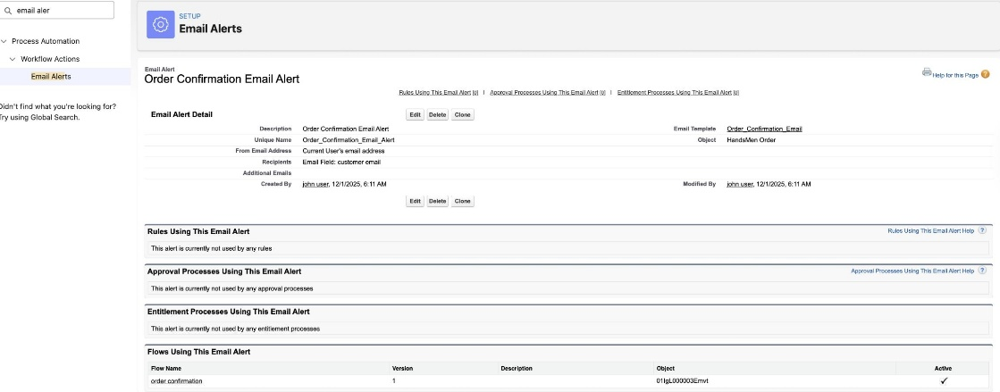 email aler
Process Automation
Workflow Actions
Email Alerts
Didn't find what you're looking for?
Try using Global Search.
SETUP
Email Alerts
Email Alert
Order Confirmation Email Alert
Help for this Page
Rules Using This Email Alert [0] | Approval Processes Using This Email Alert [0] | Entitlement Processes Using This Email Alert [0]
Email Alert Detail
Edit Delete Clone
Description Order Confirmation Email Alert Email Template Order_Confirmation_Email
Unique Name Order_Confirmation_Email_Alert Object HandsMen Order
From Email Address Current User's email address
Recipients Email Field: customer email
Additional Emails
Created By john user, 12/1/2025, 6:11 AM Modified By john user, 12/1/2025, 6:11 AM
Edit Delete Clone
Rules Using This Email Alert Rules Using This Email Alert Help ?
This alert is currently not used by any rules
Approval Processes Using This Email Alert Approval Processes Using This Email Alert Help ?
This alert is currently not used by any approval processes
Entitlement Processes Using This Email Alert
This alert is currently not used by any entitlement processes
Flows Using This Email Alert
Flow Name Version Description Object Active
order confirmation 1 01IgL000003Emvt ✓